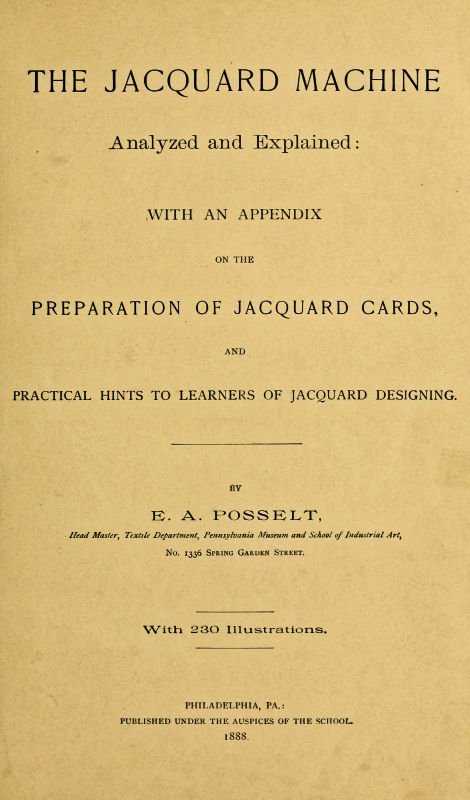 THE JACQUARD MACHINE
Analyzed and Explained:
WITH AN APPENDIX
ON THE
PREPARATION OF JACQUARD CARDS,
AND
PRACTICAL HINTS TO LEARNERS OF JACQUARD DESIGNING.
BY
E. A. POSSELT,
Head Master, Textile Department, Pennsylvania Museum and School of Industrial Art,
No. 1336 Spring Garden Street.
With 230 Illustrations.
PHILADELPHIA, PA.:
PUBLISHED UNDER THE AUSPICES OF THE SCHOOL.
1888.